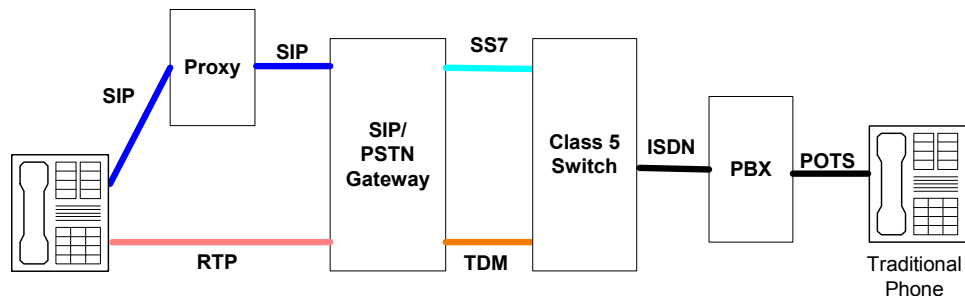 SIP
Proxy
SIP
SS7
SIP/
PSTN
Gateway
Class 5
Switch
ISDN
PBX
POTS
RTP
TDM
Traditional
Phone